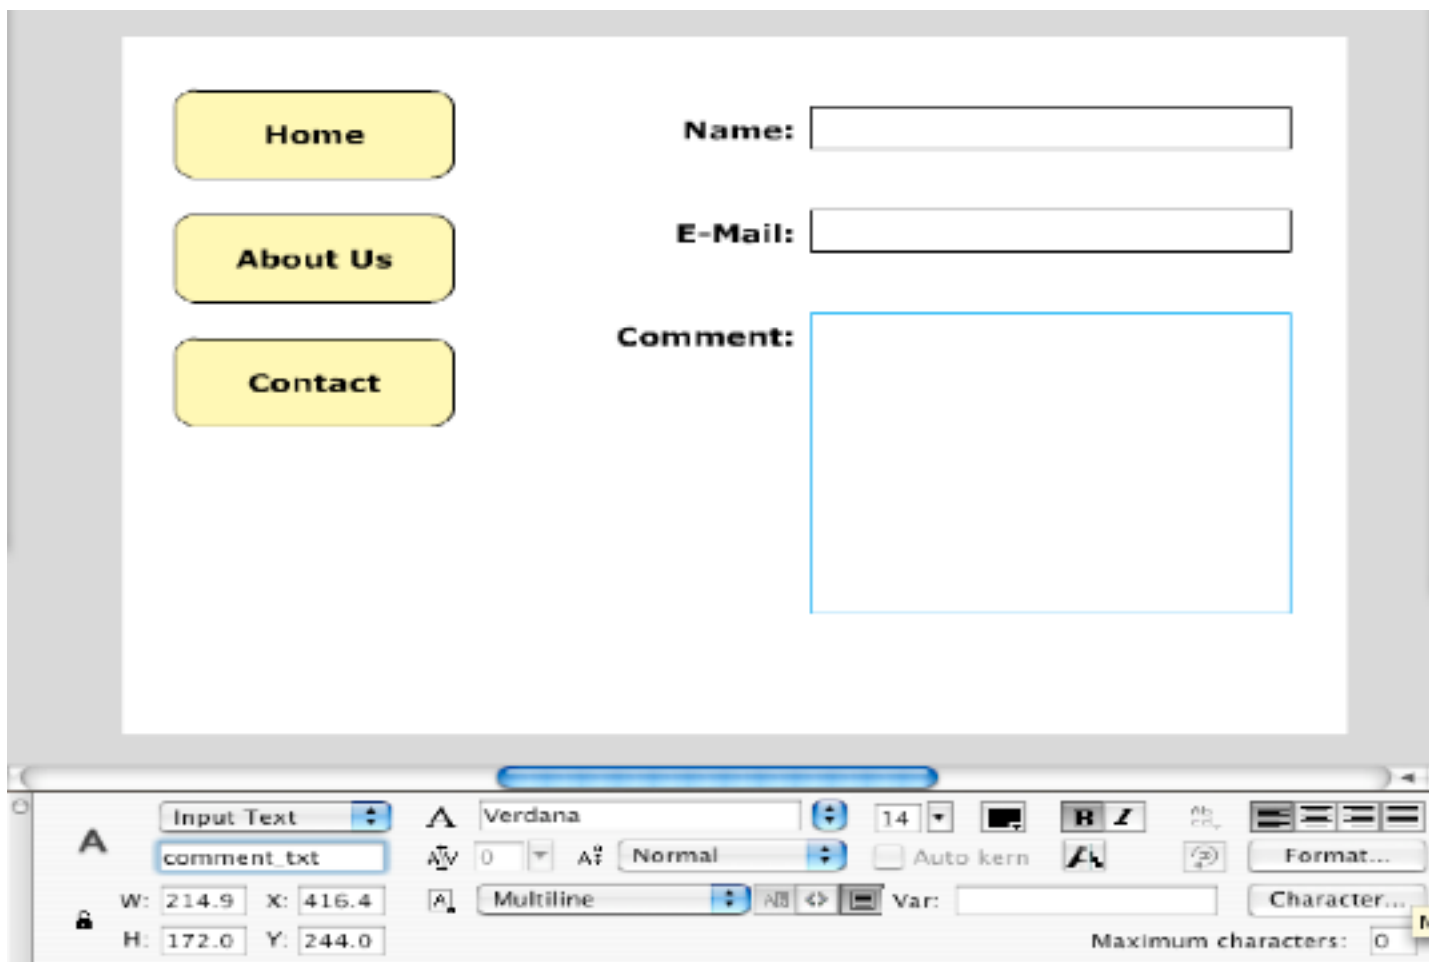 Home
Name:
E-Mail:
About Us
Comment:
Contact
Input Text
A Verdana
14
B I
A
comment_txt
A|V 0
Normal
Auto kern
Format...
W: 214.9 X: 416.4
A
Multiline
<>
Var:
Character...
H: 172.0 Y: 244.0
Maximum characters: 0